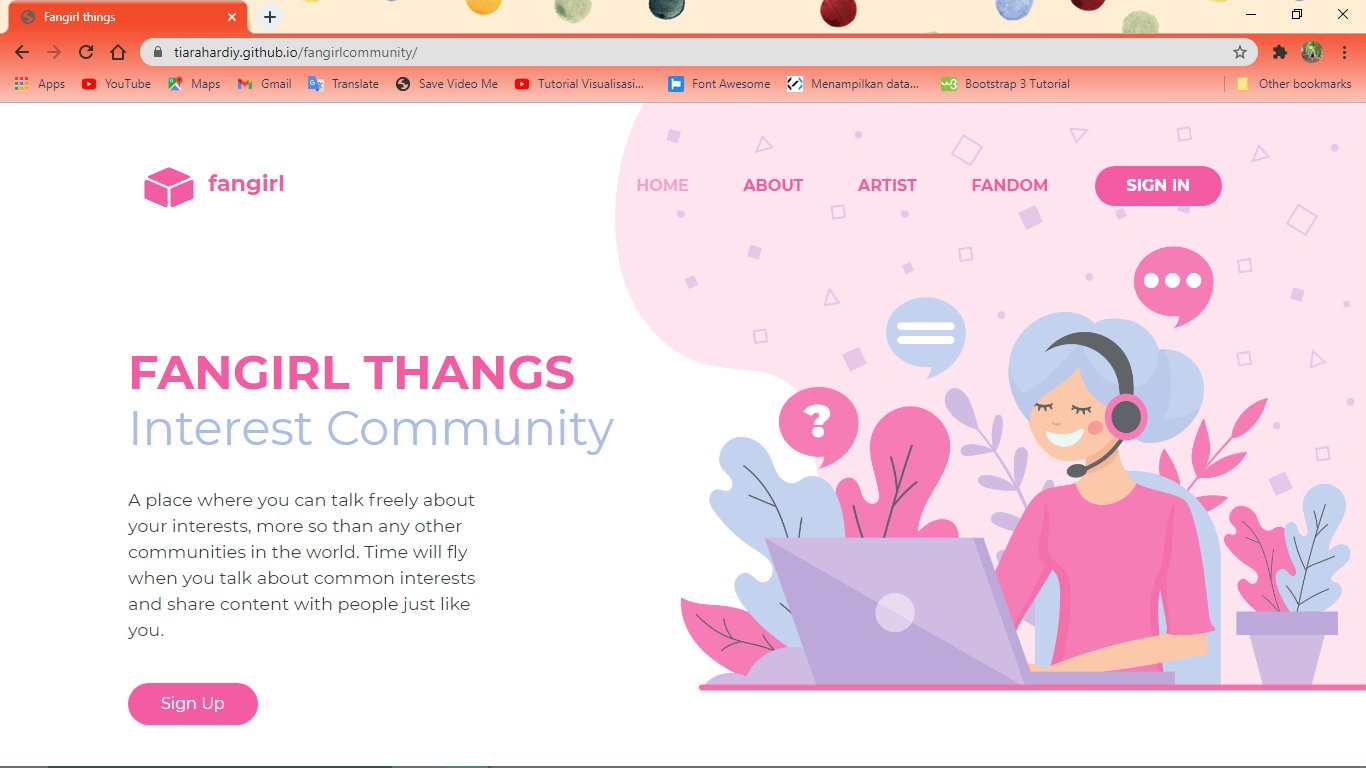 Fangirl things
tiarahardiy.github.io/fangirlcommunity/
Apps YouTube Maps Gmail Translate Save Video Me Tutorial Visualisasi... Font Awesome Menampilkan data... Bootstrap 3 Tutorial Other bookmarks
fangirl HOME ABOUT ARTIST FANDOM SIGN IN
FANGIRL THANGS
Interest Community
?
A place where you can talk freely about
your interests, more so than any other
communities in the world. Time will fly
when you talk about common interests
and share content with people just like
you.
Sign Up